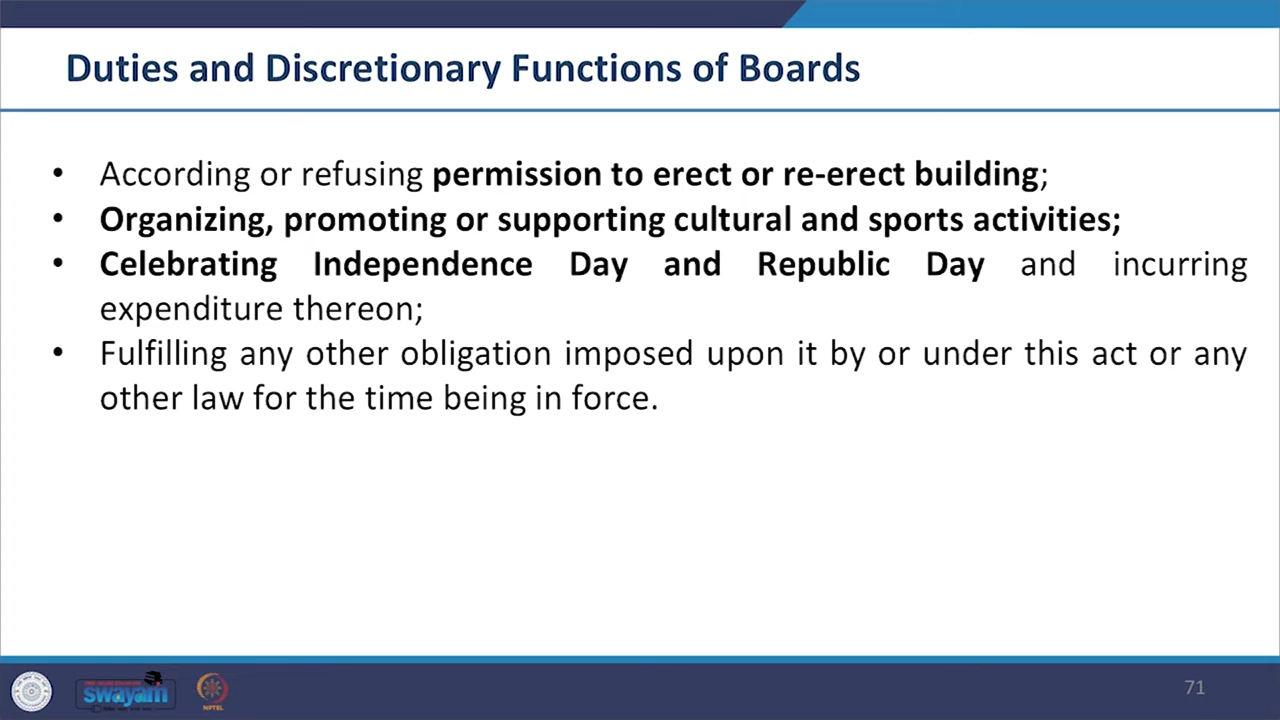 Duties and Discretionary Functions of Boards
• According or refusing permission to erect or re-erect building;
• Organizing, promoting or supporting cultural and sports activities;
• Celebrating Independence Day and Republic Day and incurring
expenditure thereon;
• Fulfilling any other obligation imposed upon it by or under this act or any
other law for the time being in force.
swayam
NPTEL
71